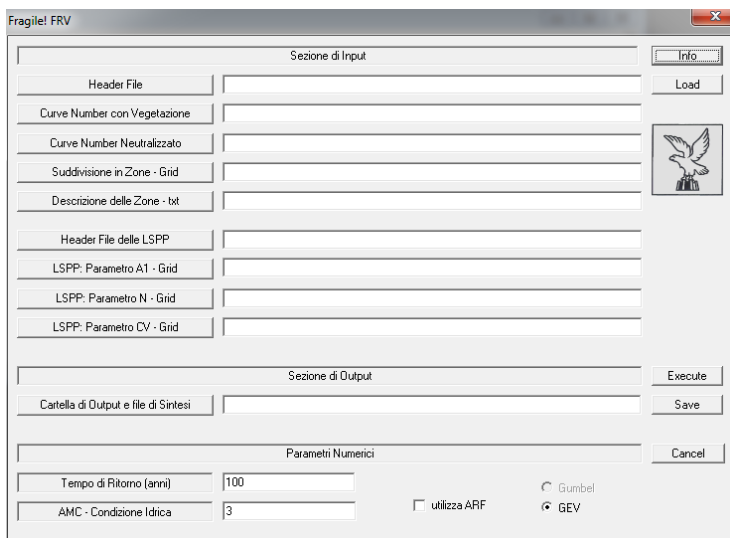 Fragile! FRV
Sezione di Input
Info
Header File
Load
Curve Number con Vegetazione
Curve Number Neutralizzato
Suddivisione in Zone - Grid
Descrizione delle Zone - txt
Header File delle LSPP
LSPP: Parametro A1 - Grid
LSPP: Parametro N - Grid
LSPP: Parametro CV - Grid
Sezione di Output
Execute
Cartella di Output e file di Sintesi
Save
Parametri Numerici
Cancel
Tempo di Ritorno (anni)
100
Gumbel
AMC - Condizione Idrica
3
utilizza ARF
GEV